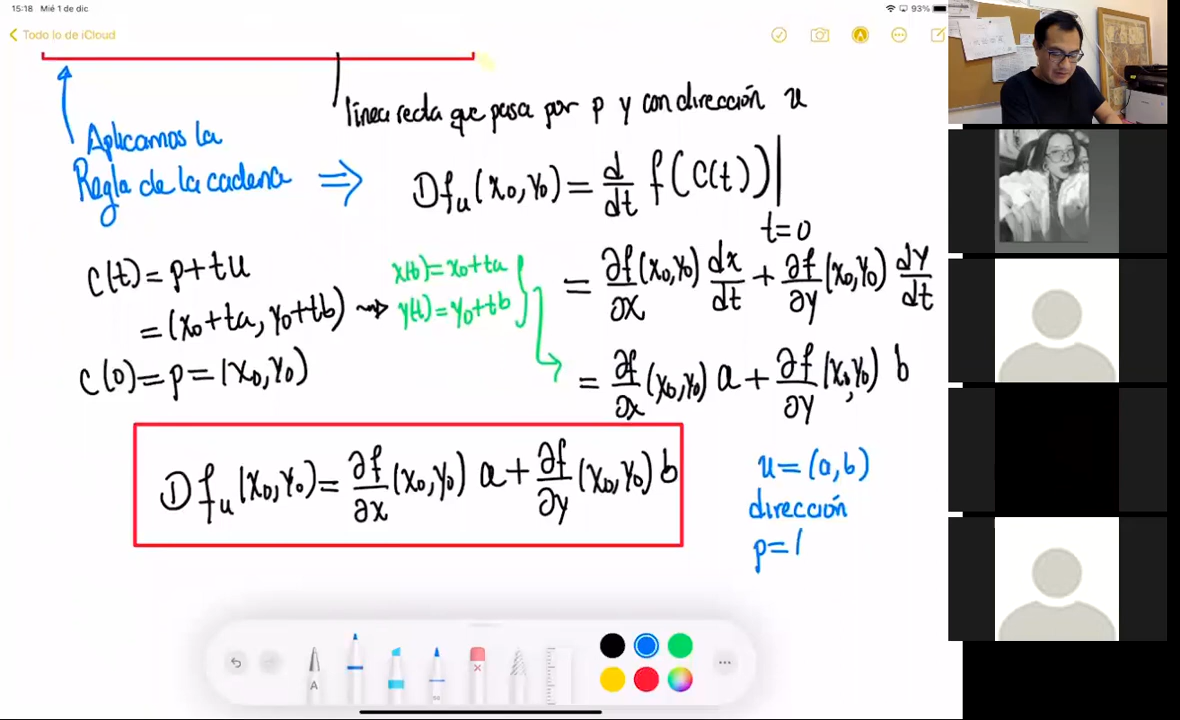 15:18 Mié 1 de dic
93%
Todo lo de iCloud
línea recta que pasa por p y con dirección u
Aplicamos la
Regla de la cadena ⇒
Df_u(x₀,y₀) = d/dt f(c(t))|
t=0
c(t) = p+tu
= (x₀+ta, y₀+tb) ⇝
c(0) = p = (x₀,y₀)
x(t) = x₀+ta
y(t) = y₀+tb
= ∂f/∂x (x₀,y₀) dx/dt + ∂f/∂y (x₀,y₀) dy/dt
= ∂f/∂x (x₀,y₀) a + ∂f/∂y (x₀,y₀) b
Df_u(x₀,y₀) = ∂f/∂x (x₀,y₀) a + ∂f/∂y (x₀,y₀) b
u = (a,b)
dirección
p = (
A